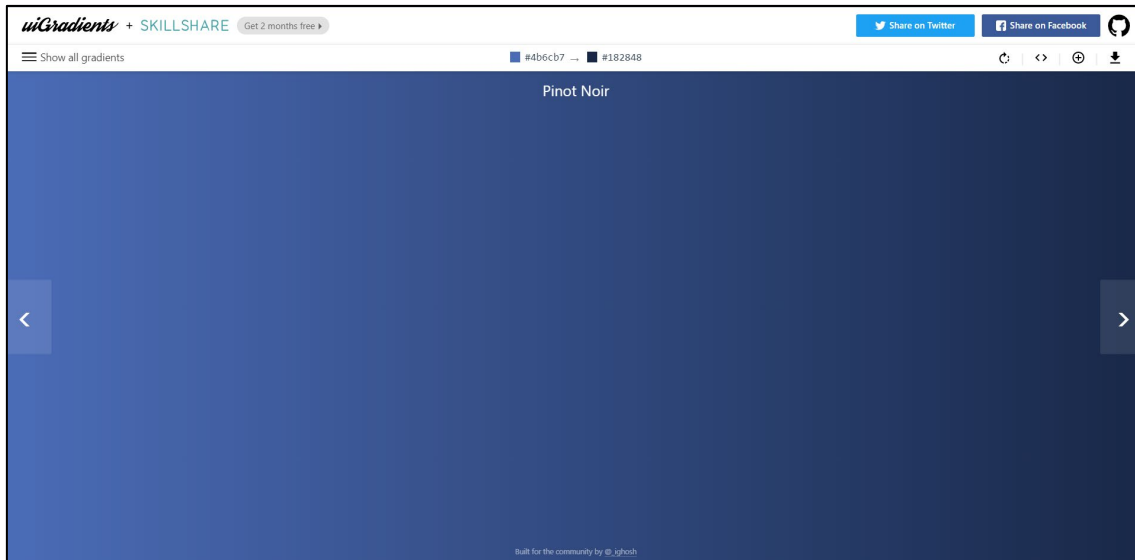 uiGradients + SKILLSHARE Get 2 months free
Share on Twitter
Share on Facebook
Show all gradients
#4b6cb7 → #182848
Pinot Noir
Built for the community by @_ighosh